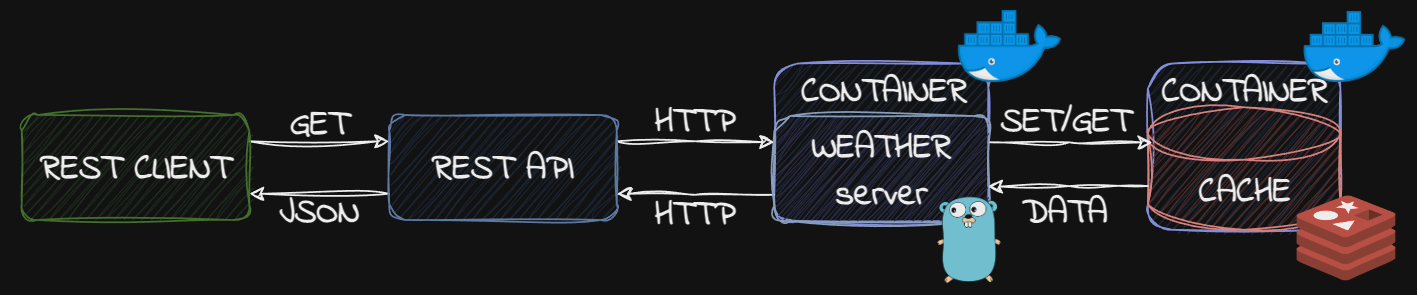 REST CLIENT
GET
JSON
REST API
HTTP
HTTP
CONTAINER
WEATHER
server
SET/GET
DATA
CONTAINER
CACHE